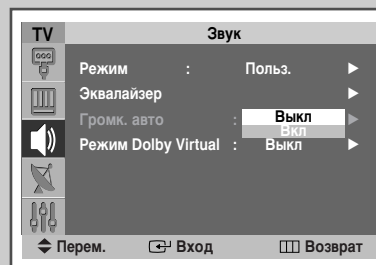 TV Звук
Режим : Польз.
Эквалайзер
Громк. авто : Выкл
Вкл
Режим Dolby Virtual : Выкл
Перем. Вход Возврат